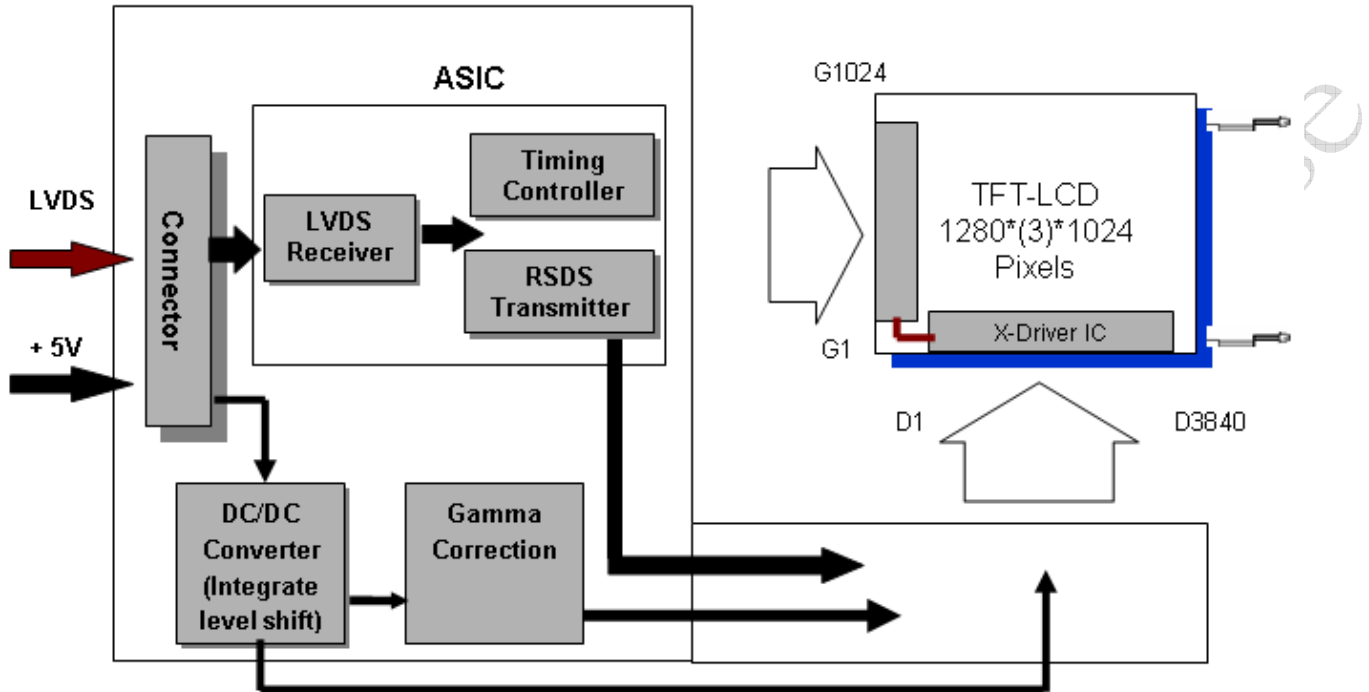 ASIC
G1024
Timing
Controller
LVDS
Connector
LVDS
Receiver
TFT-LCD
1280*(3)*1024
Pixels
RSDS
Transmitter
+ 5V
G1
X-Driver IC
D1
D3840
DC/DC
Converter
(Integrate
level shift)
Gamma
Correction